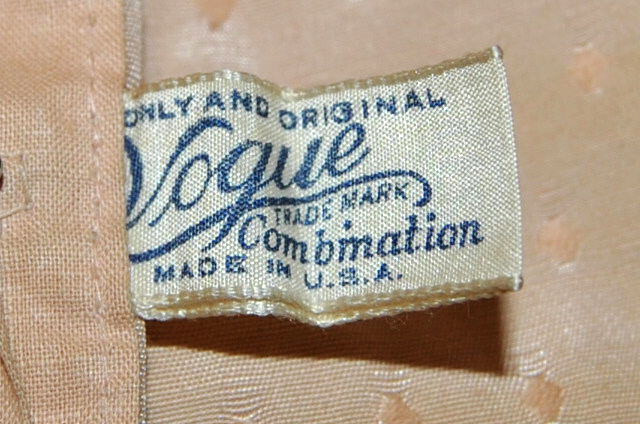 ONLY AND ORIGINAL
Vogue
TRADE MARK
Combination
MADE IN U.S.A.